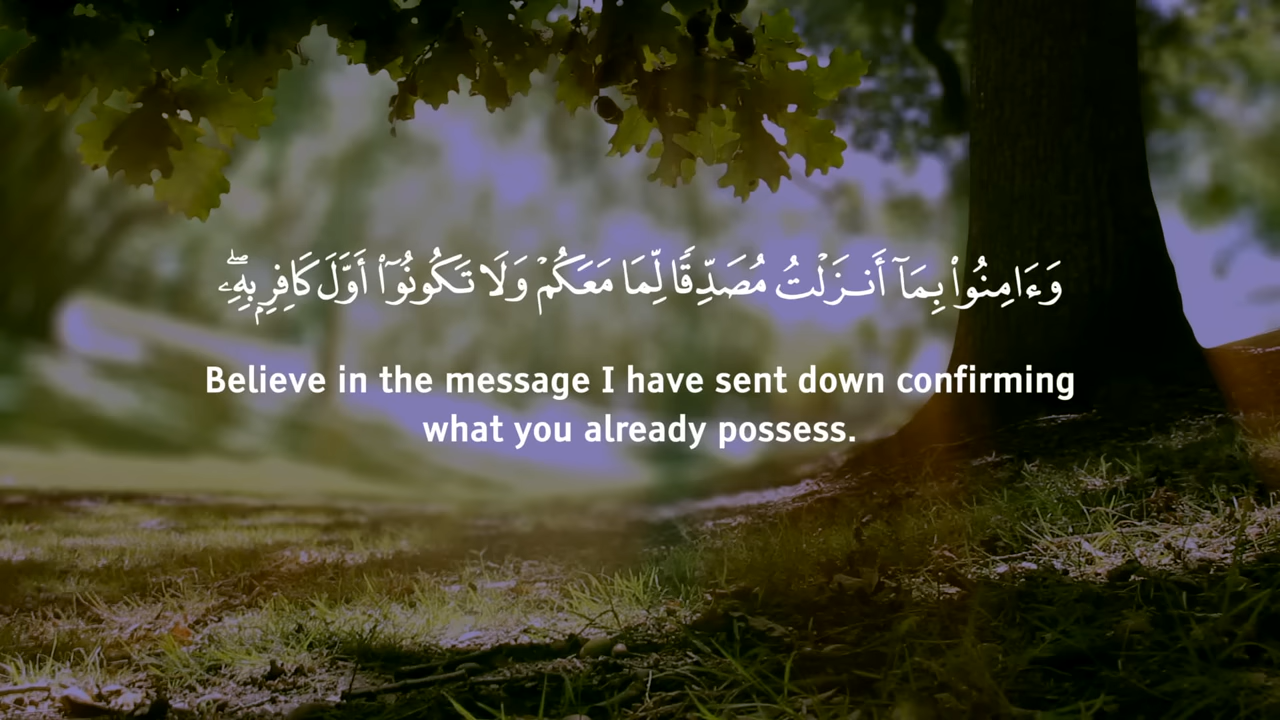 وَءَامِنُوا۟ بِمَآ أَنزَلْتُ مُصَدِّقًا لِّمَا مَعَكُمْ وَلَا تَكُونُوٓا۟ أَوَّلَ كَافِرٍۭ بِهِۦ ۖ
Believe in the message I have sent down confirming
what you already possess.